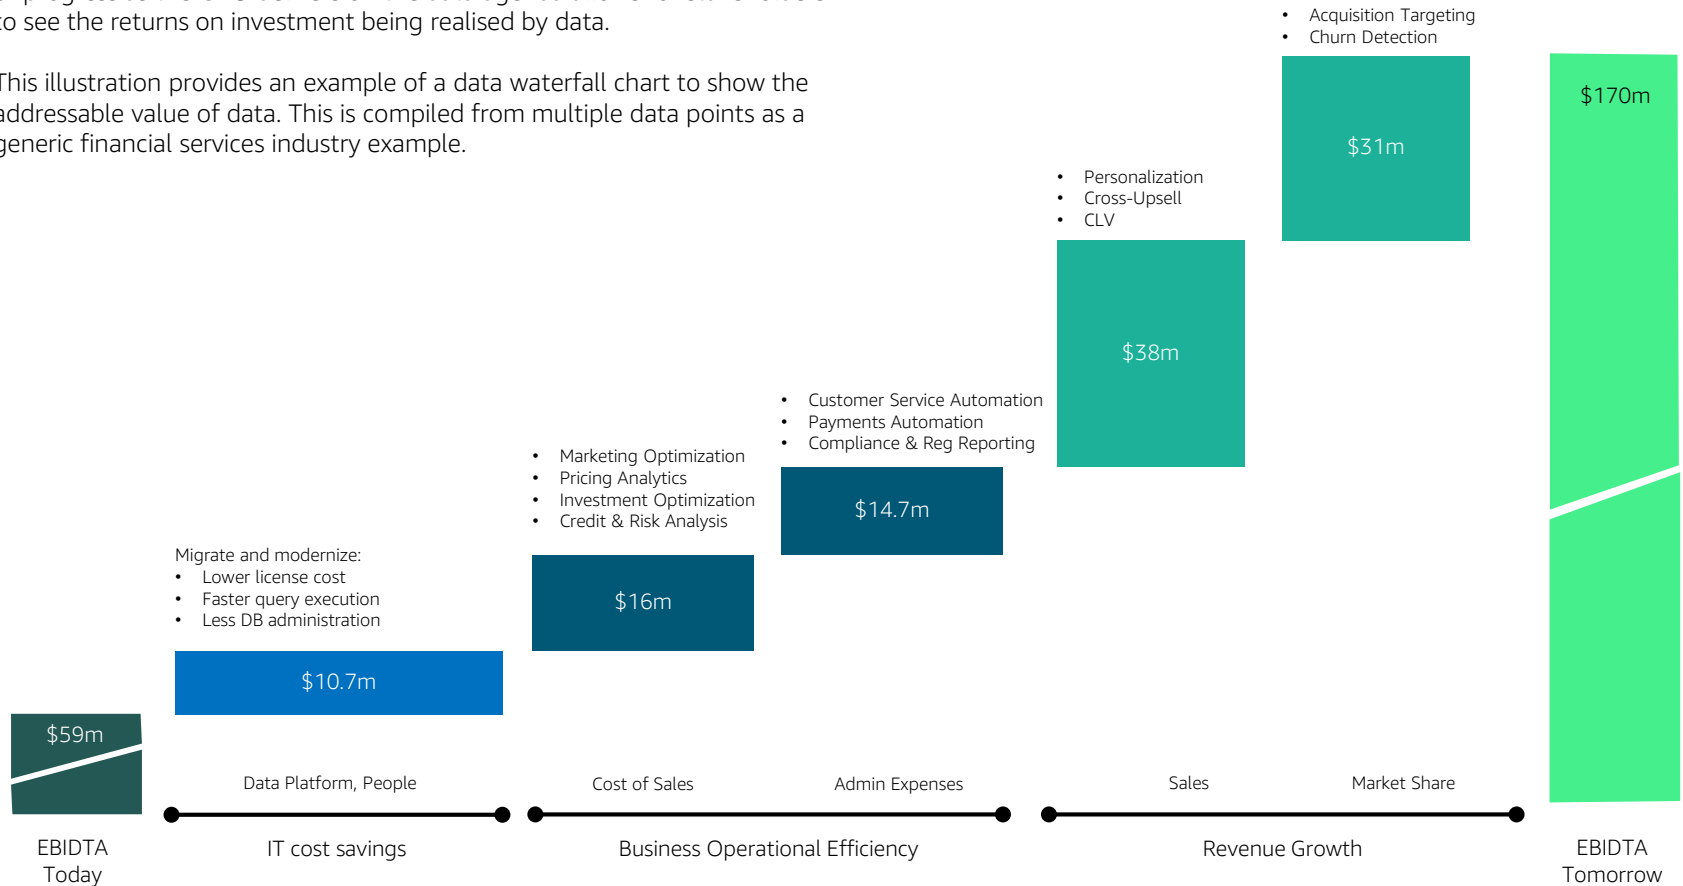 to see the returns on investment being realised by data.
This illustration provides an example of a data waterfall chart to show the
addressable value of data. This is compiled from multiple data points as a
generic financial services industry example.
• Acquisition Targeting
• Churn Detection
$170m
$31m
• Personalization
• Cross-Upsell
• CLV
$38m
• Customer Service Automation
• Payments Automation
• Compliance & Reg Reporting
$14.7m
• Marketing Optimization
• Pricing Analytics
• Investment Optimization
• Credit & Risk Analysis
$16m
Migrate and modernize:
• Lower license cost
• Faster query execution
• Less DB administration
$10.7m
$59m
Data Platform, People
Cost of Sales
Admin Expenses
Sales
Market Share
EBIDTA
Today
IT cost savings
Business Operational Efficiency
Revenue Growth
EBIDTA
Tomorrow